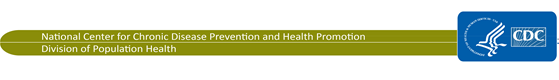 National Center for Chronic Disease Prevention and Health Promotion
Division of Population Health
CDC